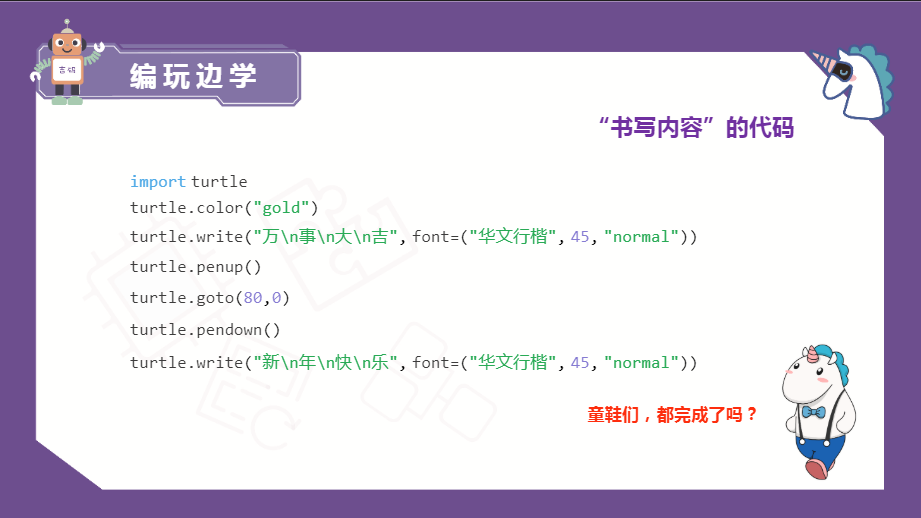 吉娟
编玩边学
“书写内容”的代码
import turtle
turtle.color("gold")
turtle.write("万\n事\n大\n吉",font=("华文行楷",45,"normal"))
turtle.penup()
turtle.goto(80,0)
turtle.pendown()
turtle.write("新\n年\n快\n乐",font=("华文行楷",45,"normal"))
童鞋们，都完成了吗？